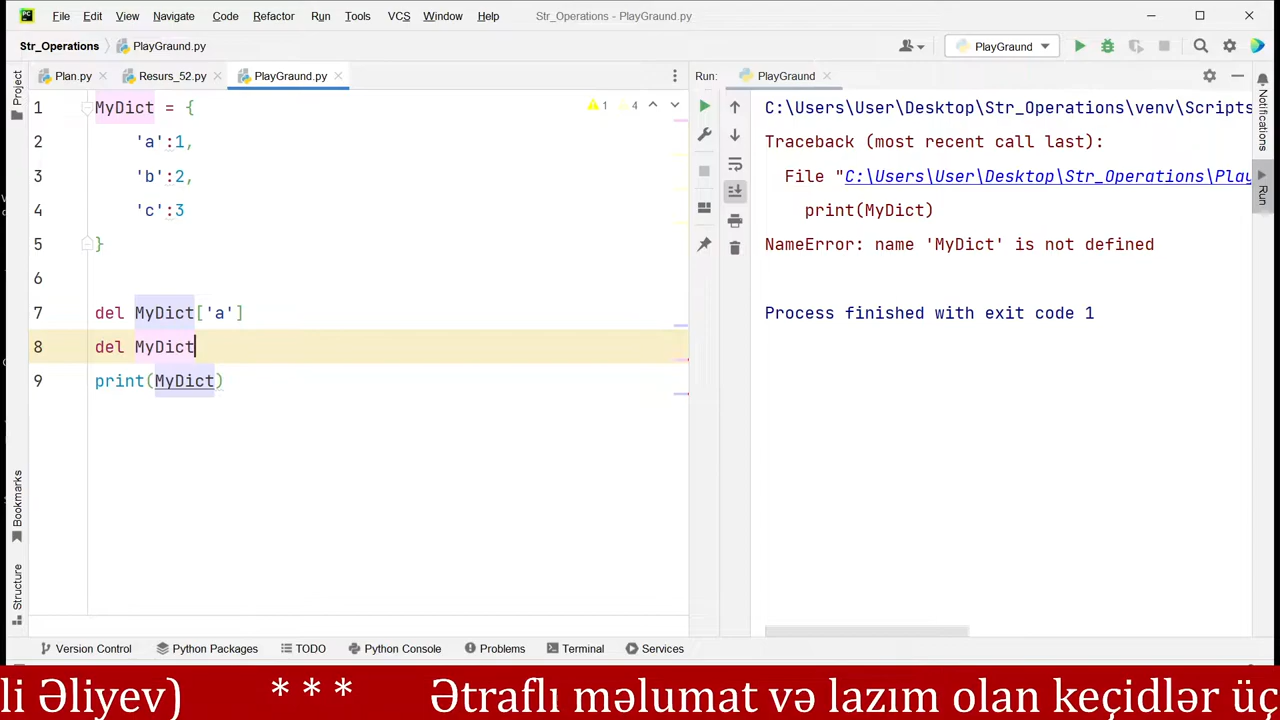 File Edit View Navigate Code Refactor Run Tools VCS Window Help Str_Operations - PlayGraund.py
Str_Operations PlayGraund.py PlayGraund
Project
Plan.py Resurs_52.py PlayGraund.py
1 MyDict = {
2 'a':1,
3 'b':2,
4 'c':3
5 }
6
7 del MyDict['a']
8 del MyDict
9 print(MyDict)
1 4
Run: PlayGraund
C:\Users\User\Desktop\Str_Operations\venv\Scripts
Traceback (most recent call last):
File "C:\Users\User\Desktop\Str_Operations\Play
print(MyDict)
NameError: name 'MyDict' is not defined
Process finished with exit code 1
Notifications
Run
Bookmarks
Structure
Version Control Python Packages TODO Python Console Problems Terminal Services
li Əliyev) * * * Ətraflı məlumat və lazım olan keçidlər üç